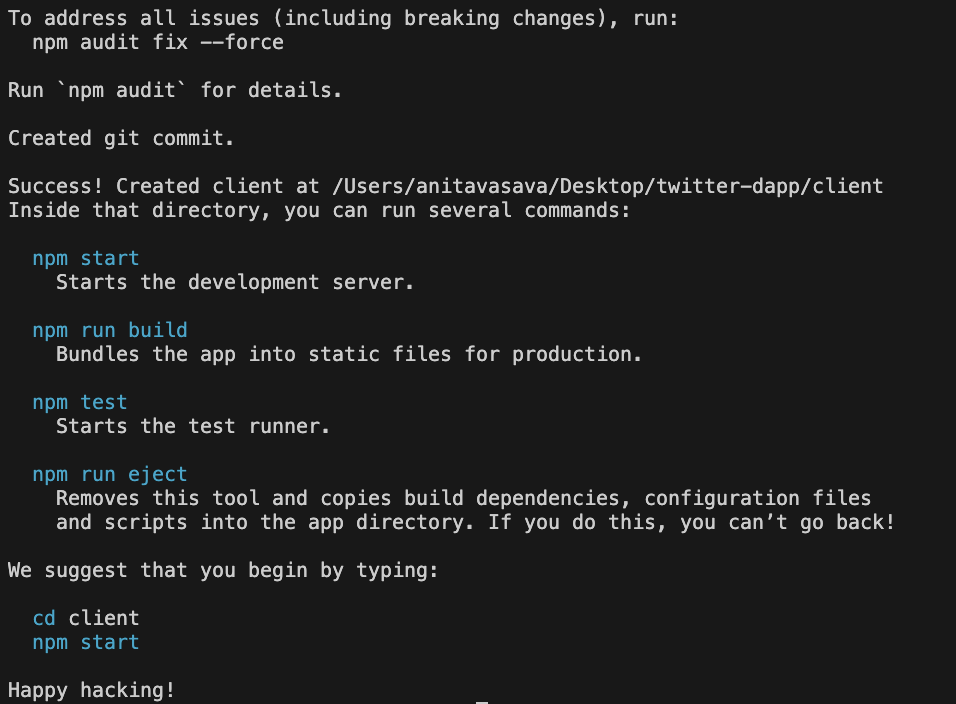 To address all issues (including breaking changes), run:
  npm audit fix --force

Run `npm audit` for details.

Created git commit.

Success! Created client at /Users/anitavasava/Desktop/twitter-dapp/client
Inside that directory, you can run several commands:

  npm start
    Starts the development server.

  npm run build
    Bundles the app into static files for production.

  npm test
    Starts the test runner.

  npm run eject
    Removes this tool and copies build dependencies, configuration files
    and scripts into the app directory. If you do this, you can’t go back!

We suggest that you begin by typing:

  cd client
  npm start

Happy hacking!